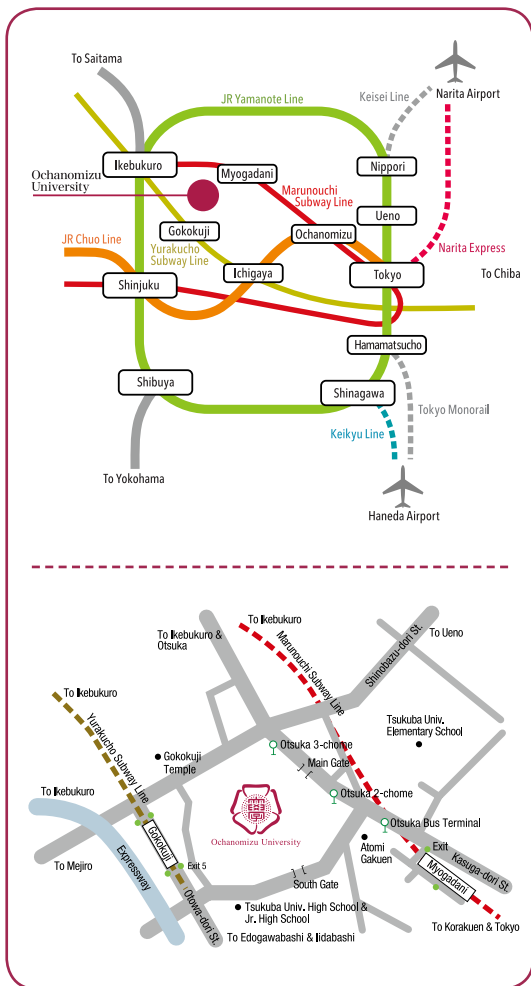 To Saitama
JR Yamanote Line
Keisei Line
Narita Airport
Ikebukuro
Myogadani
Nippori
Ochanomizu
University
Marunouchi
Subway Line
Ueno
Gokokuji
Ochanomizu
JR Chuo Line
Yurakucho
Subway Line
Narita Express
Ichigaya
Tokyo
To Chiba
Shinjuku
Hamamatsucho
Shibuya
Shinagawa
Tokyo Monorail
Keikyu Line
To Yokohama
Haneda Airport
To Ikebukuro
To Ikebukuro &
Otsuka
Marunouchi Subway Line
Shinobazu-dori St.
To Ueno
To Ikebukuro
Yurakucho Subway Line
Tsukuba Univ.
Elementary School
Otsuka 3-chome
Gokokuji
Temple
Main Gate
To Ikebukuro
Otsuka 2-chome
Ochanomizu University
Otsuka Bus Terminal
Gokokuji
Atomi
Gakuen
Exit
Kasuga-dori St.
To Mejiro
Expressway
Exit 5
Myogadani
South Gate
Otowa-dori St.
Tsukuba Univ. High School &
Jr. High School
To Korakuen & Tokyo
To Edogawabashi & Iidabashi